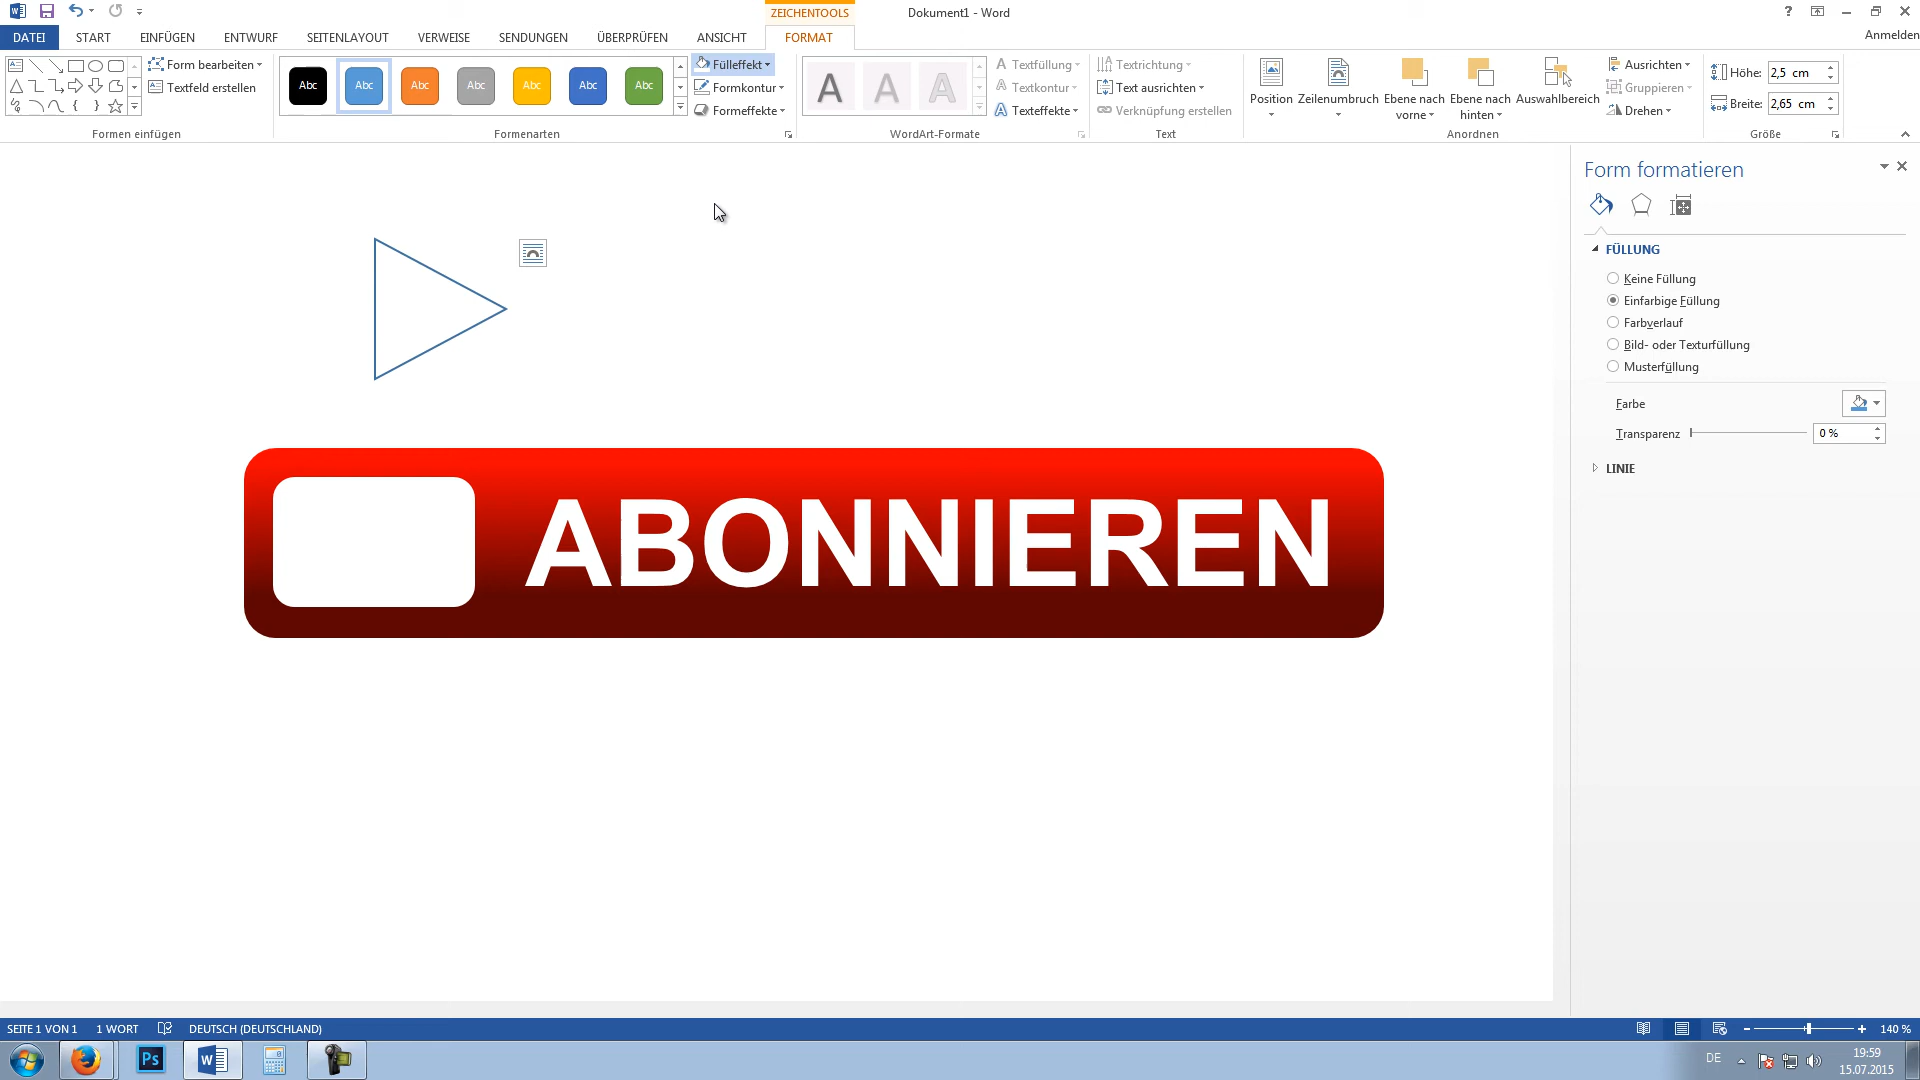 ZEICHENTOOLS
Dokument1 - Word
?
DATEI START EINFÜGEN ENTWURF SEITENLAYOUT VERWEISE SENDUNGEN ÜBERPRÜFEN ANSICHT FORMAT
Anmelden
Form bearbeiten
Textfeld erstellen
Formen einfügen
Abc Abc Abc Abc Abc Abc Abc
Fülleffekt
Formkontur
Formeffekte
Formenarten
A A A
Textfüllung
Textkontur
Texteffekte
WordArt-Formate
Textrichtung
Text ausrichten
Verknüpfung erstellen
Text
Position
Zeilenumbruch
Ebene nach
vorne
Ebene nach
hinten
Auswahlbereich
Ausrichten
Gruppieren
Drehen
Anordnen
Höhe: 2,5 cm
Breite: 2,65 cm
Größe
Form formatieren
FÜLLUNG
Keine Füllung
Einfarbige Füllung
Farbverlauf
Bild- oder Texturfüllung
Musterfüllung
Farbe
Transparenz 0 %
LINIE
ABONNIEREN
SEITE 1 VON 1 1 WORT DEUTSCH (DEUTSCHLAND)
140 %
Ps
DE
19:59
15.07.2015